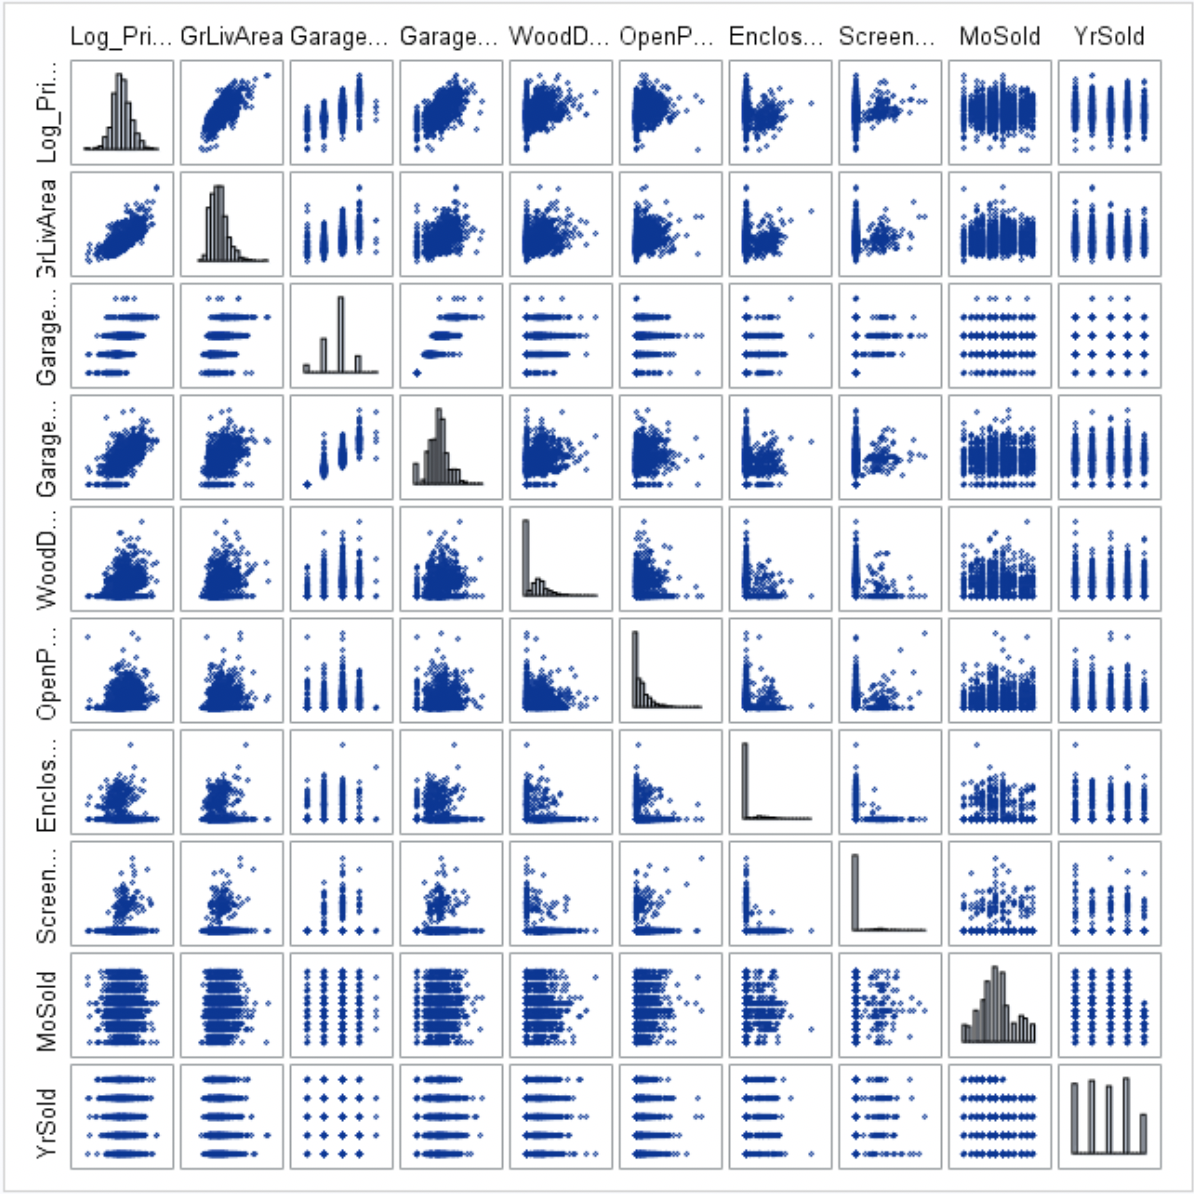 Log_Pri... GrLivArea Garage... Garage... WoodD... OpenP... Enclos... Screen... MoSold YrSold
Log_Pri...
GrLivArea
Garage...
Garage...
WoodD...
OpenP...
Enclos...
Screen...
MoSold
YrSold